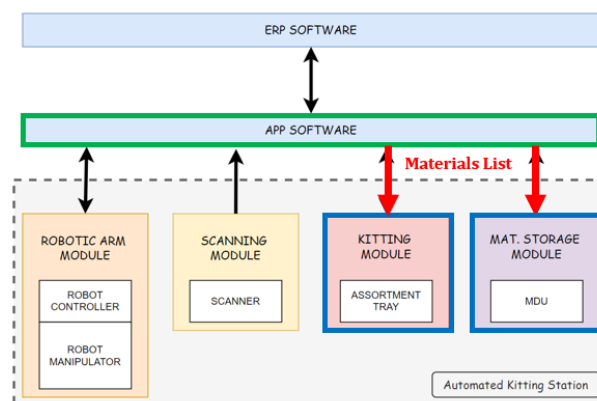 ERP SOFTWARE
APP SOFTWARE
Materials List
ROBOTIC ARM
MODULE
ROBOT
CONTROLLER
ROBOT
MANIPULATOR
SCANNING
MODULE
SCANNER
KITTING
MODULE
ASSORTMENT
TRAY
MAT. STORAGE
MODULE
MDU
Automated Kitting Station